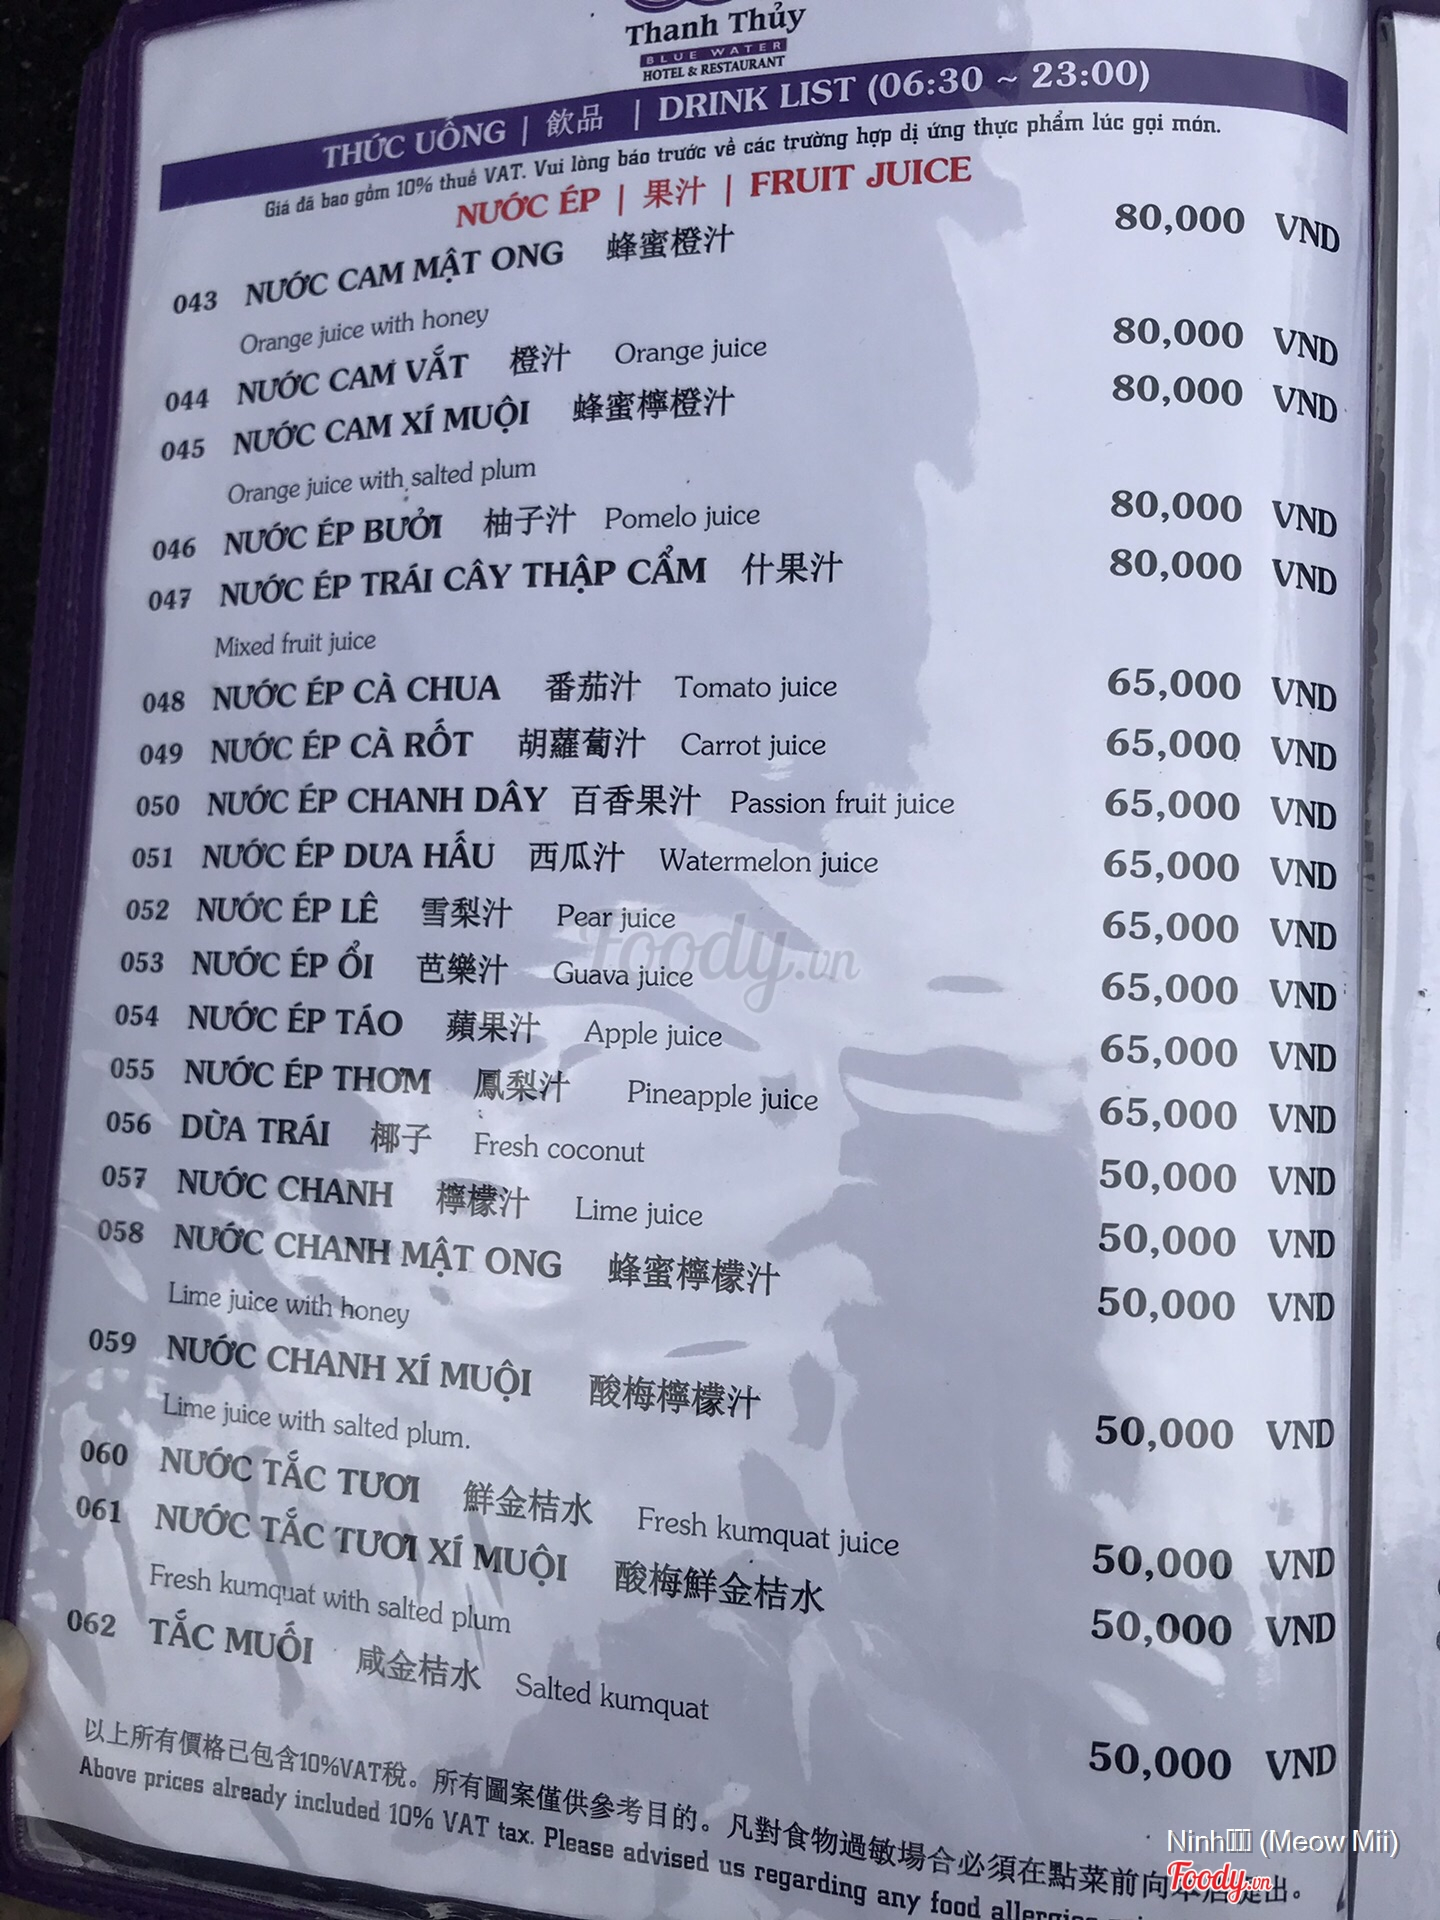 Thanh Thủy
BLUE WATER
HOTEL & RESTAURANT
THỨC UỐNG | 飲品 | DRINK LIST (06:30 ~ 23:00)
Giá đã bao gồm 10% thuế VAT. Vui lòng báo trước về các trường hợp dị ứng thực phẩm lúc gọi món.
NƯỚC ÉP | 果汁 | FRUIT JUICE
043 NƯỚC CAM MẬT ONG 蜂蜜橙汁 80,000 VND
Orange juice with honey
044 NƯỚC CAM VẮT 橙汁 Orange juice 80,000 VND
045 NƯỚC CAM XÍ MUỘI 蜂蜜檸橙汁 80,000 VND
Orange juice with salted plum
046 NƯỚC ÉP BƯỞI 柚子汁 Pomelo juice 80,000 VND
047 NƯỚC ÉP TRÁI CÂY THẬP CẨM 什果汁 80,000 VND
Mixed fruit juice
048 NƯỚC ÉP CÀ CHUA 番茄汁 Tomato juice 65,000 VND
049 NƯỚC ÉP CÀ RỐT 胡蘿蔔汁 Carrot juice 65,000 VND
050 NƯỚC ÉP CHANH DÂY 百香果汁 Passion fruit juice 65,000 VND
051 NƯỚC ÉP DƯA HẤU 西瓜汁 Watermelon juice 65,000 VND
052 NƯỚC ÉP LÊ 雪梨汁 Pear juice 65,000 VND
053 NƯỚC ÉP ỔI 芭樂汁 Guava juice 65,000 VND
054 NƯỚC ÉP TÁO 蘋果汁 Apple juice 65,000 VND
055 NƯỚC ÉP THƠM 鳳梨汁 Pineapple juice 65,000 VND
056 DỪA TRÁI 椰子 Fresh coconut 50,000 VND
057 NƯỚC CHANH 檸檬汁 Lime juice 50,000 VND
058 NƯỚC CHANH MẬT ONG 蜂蜜檸檬汁 50,000 VND
Lime juice with honey
059 NƯỚC CHANH XÍ MUỘI 酸梅檸檬汁 50,000 VND
Lime juice with salted plum.
060 NƯỚC TẮC TƯƠI 鮮金桔水 Fresh kumquat juice 50,000 VND
061 NƯỚC TẮC TƯƠI XÍ MUỘI 酸梅鮮金桔水 50,000 VND
Fresh kumquat with salted plum
062 TẮC MUỐI 咸金桔水 Salted kumquat 50,000 VND
以上所有價格已包含10%VAT稅。所有圖案僅供參考目的。凡對食物過敏場合必須在點菜前向本店提出。
Above prices already included 10% VAT tax. Please advised us regarding any food allergies
Foody.vn
Ninh (Meow Mii)
Foody.vn